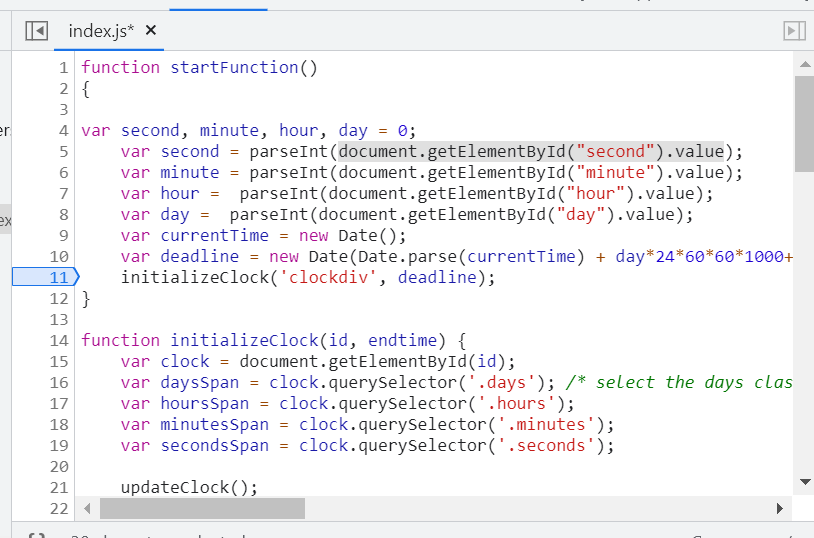 index.js* ×
1 function startFunction()
2 {
3
4 var second, minute, hour, day = 0;
5 var second = parseInt(document.getElementById("second").value);
6 var minute = parseInt(document.getElementById("minute").value);
7 var hour =  parseInt(document.getElementById("hour").value);
8 var day =  parseInt(document.getElementById("day").value);
9 var currentTime = new Date();
10 var deadline = new Date(Date.parse(currentTime) + day*24*60*60*1000+
11 initializeClock('clockdiv', deadline);
12 }
13
14 function initializeClock(id, endtime) {
15 var clock = document.getElementById(id);
16 var daysSpan = clock.querySelector('.days'); /* select the days clas
17 var hoursSpan = clock.querySelector('.hours');
18 var minutesSpan = clock.querySelector('.minutes');
19 var secondsSpan = clock.querySelector('.seconds');
20
21 updateClock();
22